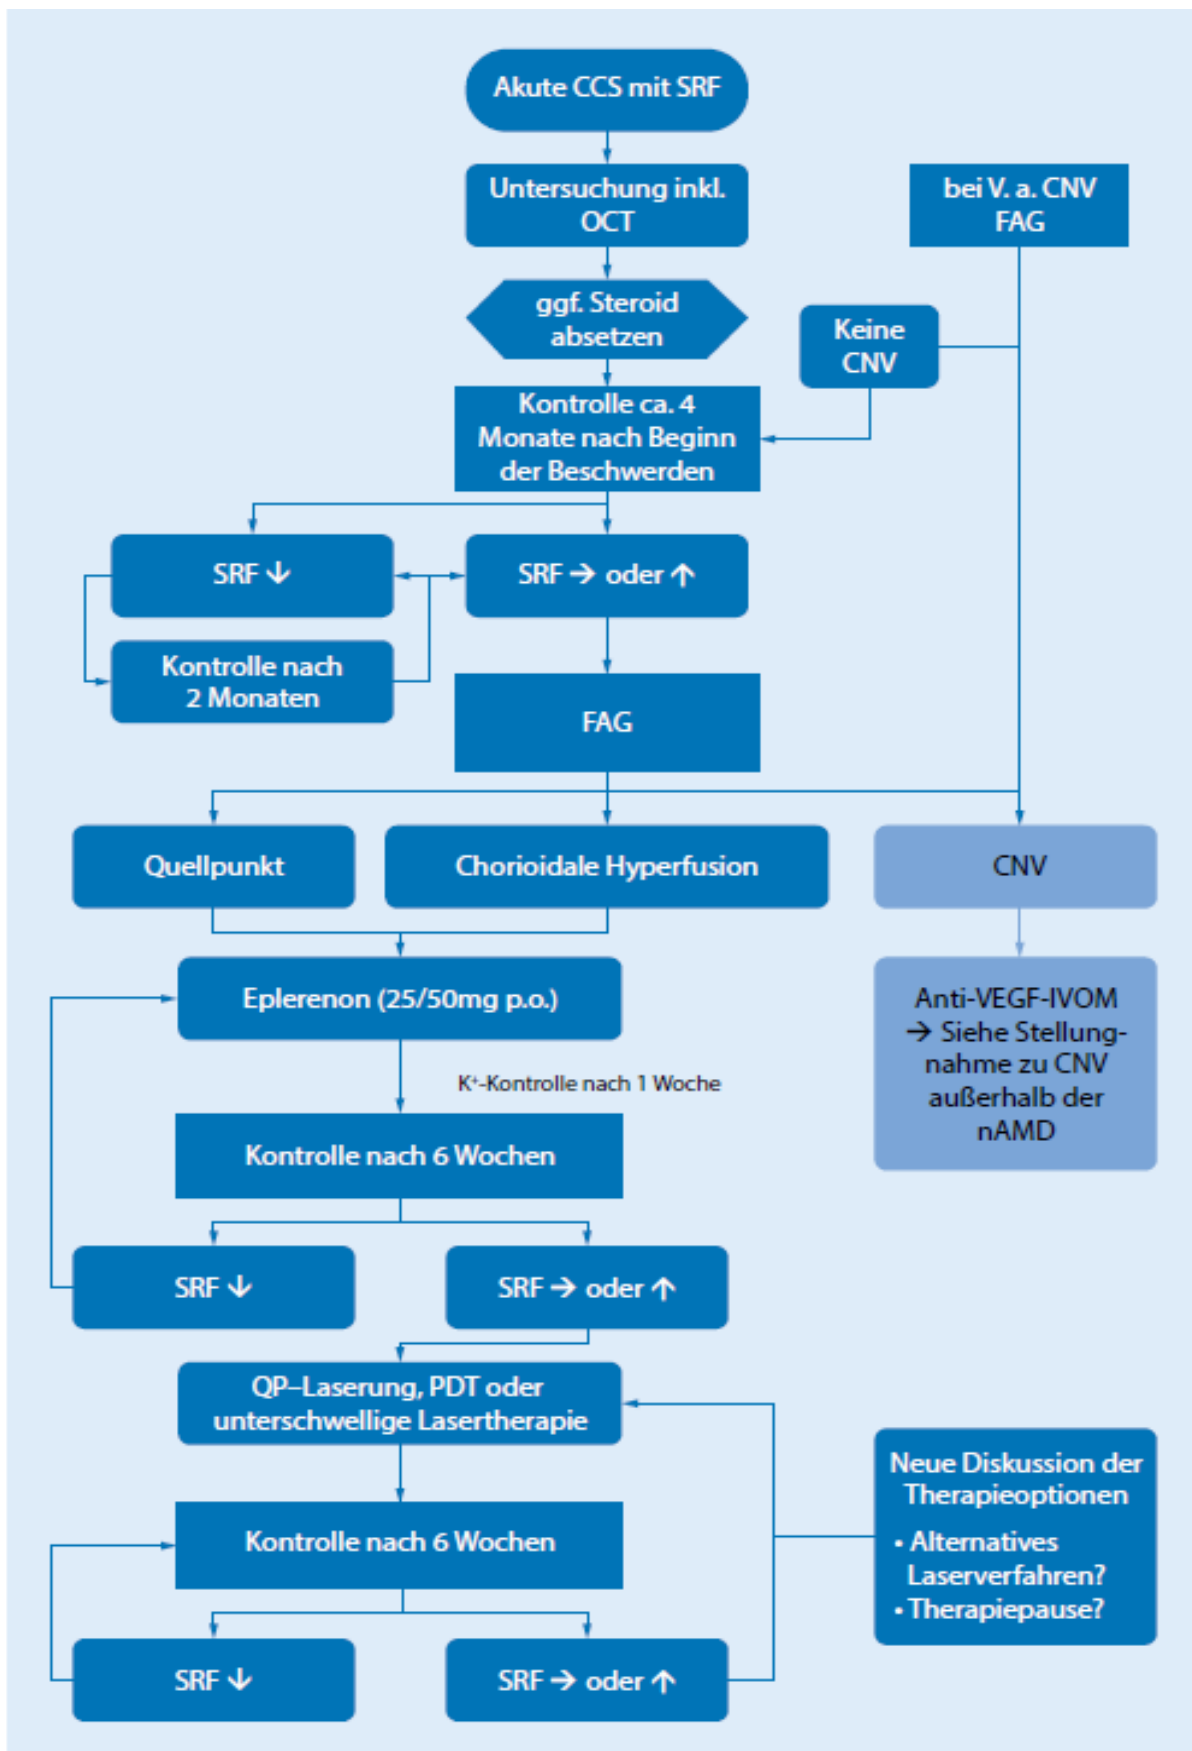 Akute CCS mit SRF
Untersuchung inkl.
OCT
bei V. a. CNV
FAG
ggf. Steroid
absetzen
Keine
CNV
Kontrolle ca. 4
Monate nach Beginn
der Beschwerden
SRF ↓
SRF → oder ↑
Kontrolle nach
2 Monaten
FAG
Quellpunkt
Chorioidale Hyperfusion
CNV
Eplerenon (25/50mg p.o.)
Anti-VEGF-IVOM
→ Siehe Stellung-
nahme zu CNV
außerhalb der
nAMD
K⁺-Kontrolle nach 1 Woche
Kontrolle nach 6 Wochen
SRF ↓
SRF → oder ↑
QP–Laserung, PDT oder
unterschwellige Lasertherapie
Neue Diskussion der
Therapieoptionen
• Alternatives
Laserverfahren?
• Therapiepause?
Kontrolle nach 6 Wochen
SRF ↓
SRF → oder ↑